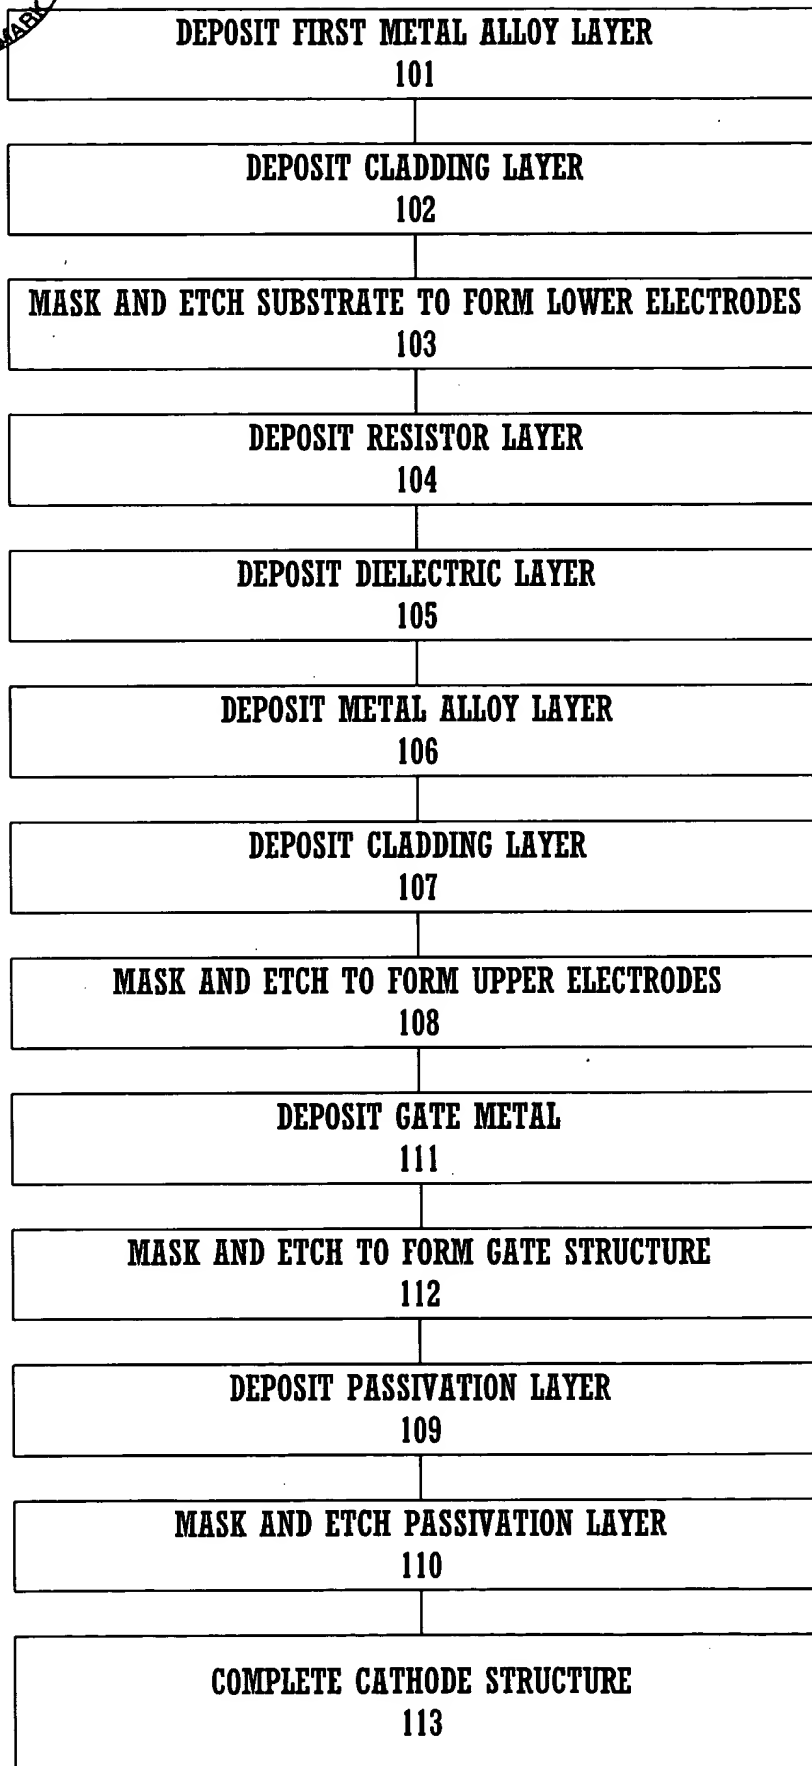 MARK
DEPOSIT FIRST METAL ALLOY LAYER
101
DEPOSIT CLADDING LAYER
102
MASK AND ETCH SUBSTRATE TO FORM LOWER ELECTRODES
103
DEPOSIT RESISTOR LAYER
104
DEPOSIT DIELECTRIC LAYER
105
DEPOSIT METAL ALLOY LAYER
106
DEPOSIT CLADDING LAYER
107
MASK AND ETCH TO FORM UPPER ELECTRODES
108
DEPOSIT GATE METAL
111
MASK AND ETCH TO FORM GATE STRUCTURE
112
DEPOSIT PASSIVATION LAYER
109
MASK AND ETCH PASSIVATION LAYER
110
COMPLETE CATHODE STRUCTURE
113